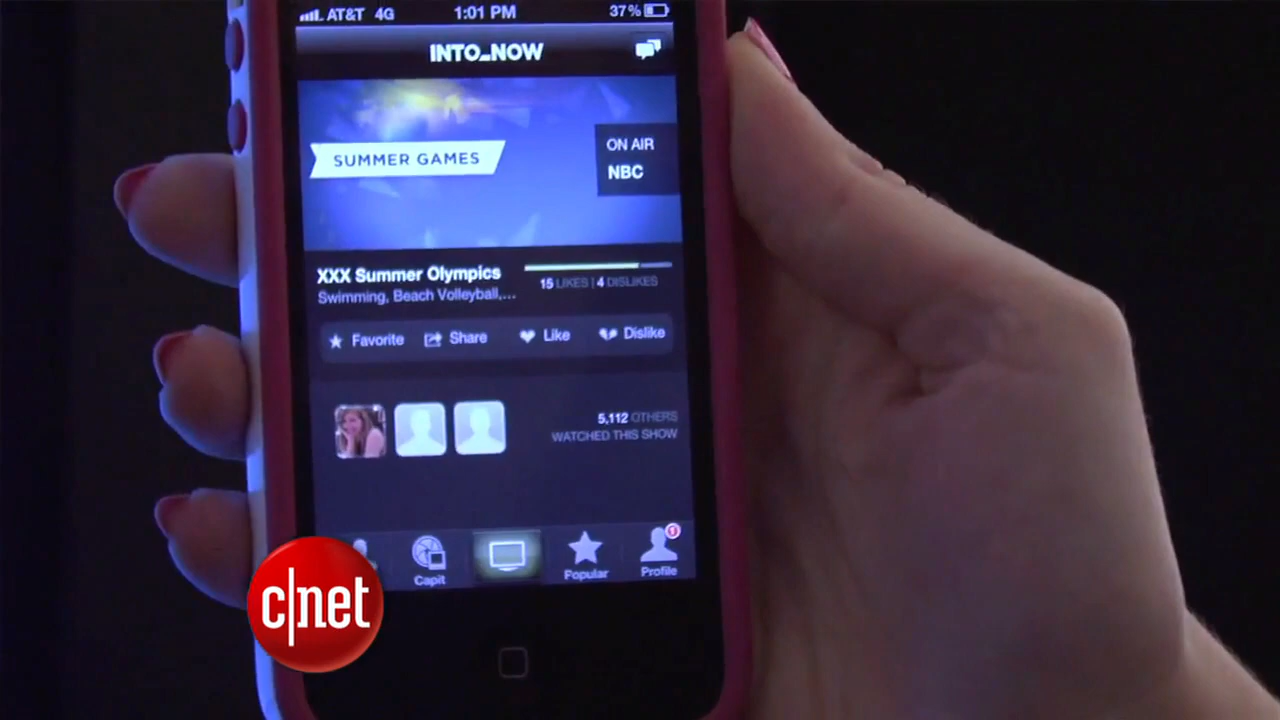 AT&T 4G 1:01 PM 37%
INTO_NOW
SUMMER GAMES
ON AIR
NBC
XXX Summer Olympics
Swimming, Beach Volleyball,...
15 LIKES | 4 DISLIKES
Favorite Share Like Dislike
5,112 OTHERS
WATCHED THIS SHOW
1
Capit Popular Profile
c|net